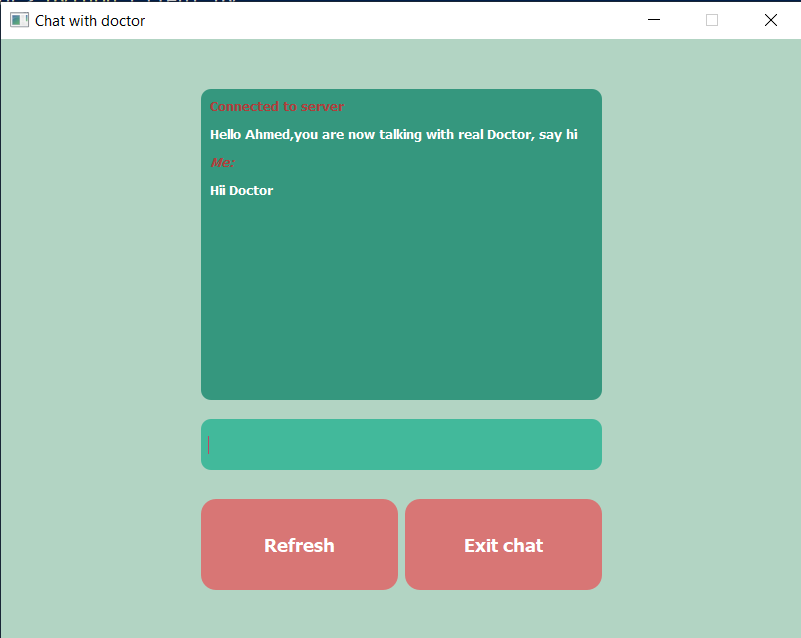 Chat with doctor
Connected to server
Hello Ahmed,you are now talking with real Doctor, say hi
Me:
Hii Doctor
Refresh
Exit chat